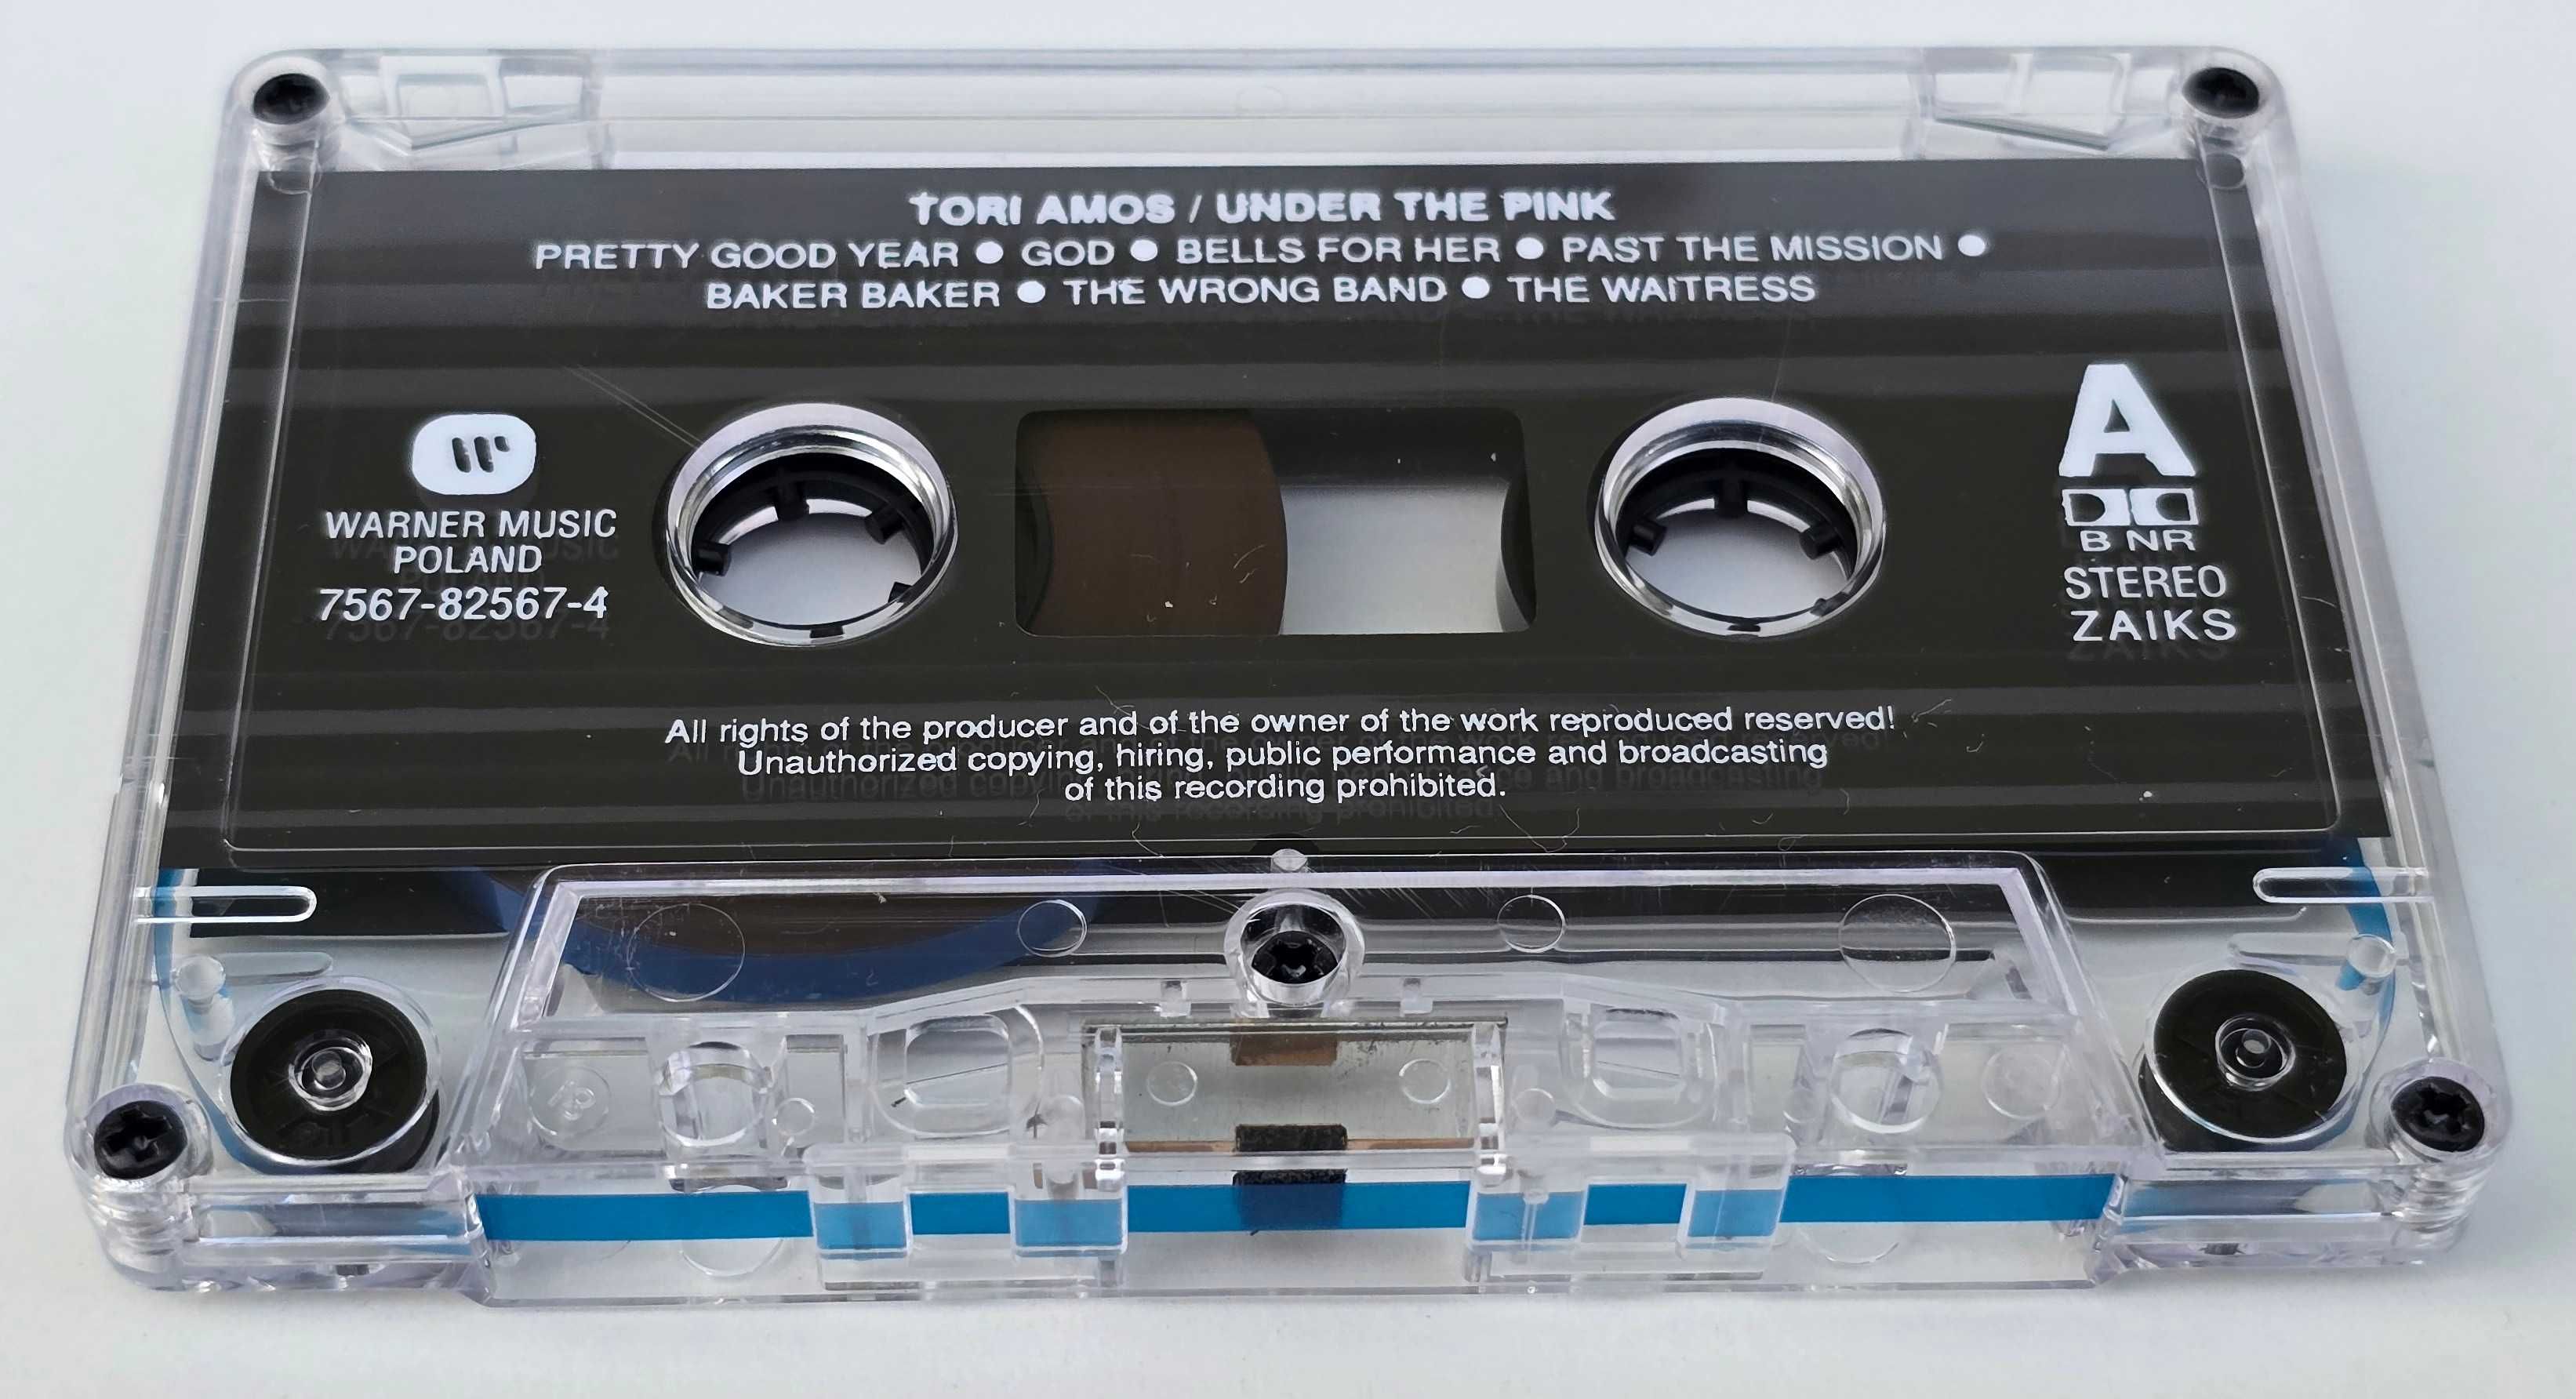 TORI AMOS / UNDER THE PINK
PRETTY GOOD YEAR ● GOD ● BELLS FOR HER ● PAST THE MISSION ●
BAKER BAKER ● THE WRONG BAND ● THE WAITRESS
WARNER MUSIC
POLAND
7567-82567-4
A
B NR
STEREO
ZAIKS
All rights of the producer and of the owner of the work reproduced reserved!
Unauthorized copying, hiring, public performance and broadcasting
of this recording prohibited.